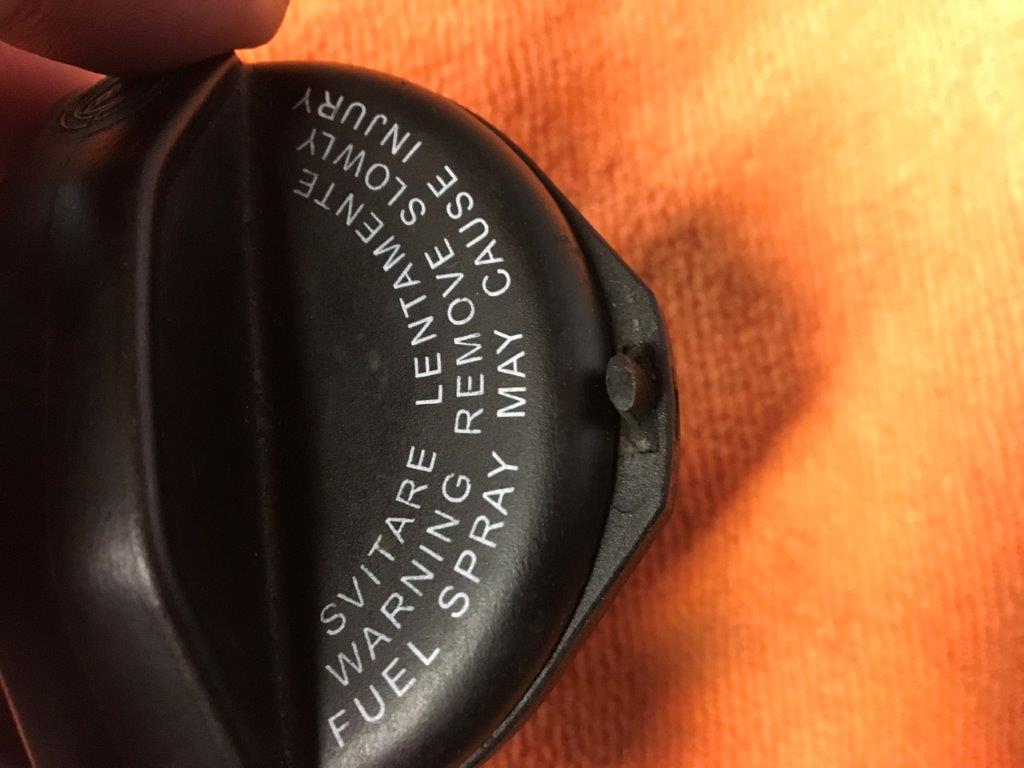 SVITARE LENTAMENTE
WARNING REMOVE SLOWLY
FUEL SPRAY MAY CAUSE INJURY